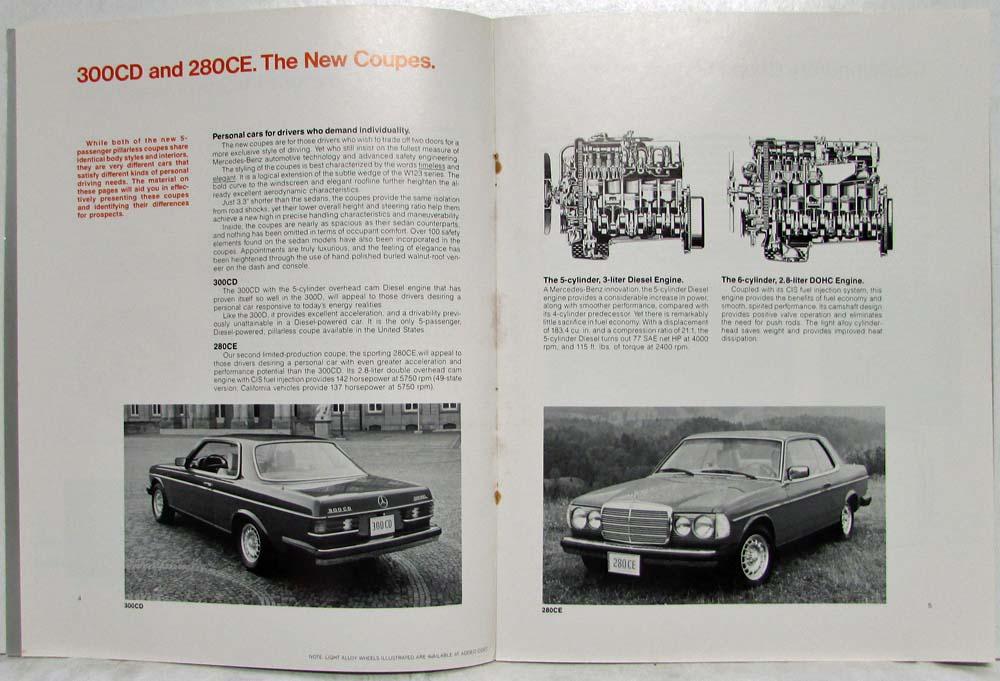 300CD and 280CE. The New Coupes.
While both of the new 5-
passenger pillarless coupes share
identical body styles and interiors,
they are very different cars that
satisfy different kinds of personal
driving needs. The material on
these pages will aid you in effec-
tively presenting these coupes
and identifying their differences
for prospects.
Personal cars for drivers who demand individuality.
The new coupes are for those drivers who wish to trade off two doors for a
more exclusive style of driving. Yet who still insist on the fullest measure of
Mercedes-Benz automotive technology and advanced safety engineering.
The styling of the coupes is best characterized by the words timeless and
elegant. It is a logical extension of the subtle wedge of the W123 series. The
bold curve to the windscreen and elegant roofline further heighten the al-
ready excellent aerodynamic characteristics.
Just 3.3" shorter than the sedans, the coupes provide the same isolation
from road shocks, yet their lower overall height and steering ratio help them
achieve a new high in precise handling characteristics and maneuverability.
Inside, the coupes are nearly as spacious as their sedan counterparts,
and nothing has been omitted in terms of occupant comfort. Over 100 safety
elements found on the sedan models have also been incorporated in the
coupes. Appointments are truly luxurious, and the feeling of elegance has
been heightened through the use of hand polished burled walnut-root ven-
eer on the dash and console.
300CD
The 300CD with the 5-cylinder overhead cam Diesel engine that has
proven itself so well in the 300D, will appeal to those drivers desiring a
personal car responsive to today's energy realities.
Like the 300D, it provides excellent acceleration, and a drivability previ-
ously unattainable in a Diesel-powered car. It is the only 5-passenger,
Diesel-powered, pillarless coupe available in the United States.
280CE
Our second limited-production coupe, the sporting 280CE, will appeal to
those drivers desiring a personal car with even greater acceleration and
performance potential than the 300CD. Its 2.8-liter double overhead cam
engine with CIS fuel injection provides 142 horsepower at 5750 rpm (49-state
version; California vehicles provide 137 horsepower at 5750 rpm).
300CD
DIESEL
300CD
4
300CD
NOTE: LIGHT ALLOY WHEELS ILLUSTRATED ARE AVAILABLE AT ADDED COST.
The 5-cylinder, 3-liter Diesel Engine.
A Mercedes-Benz innovation, the 5-cylinder Diesel
engine provides a considerable increase in power,
along with smoother performance, compared with
its 4-cylinder predecessor. Yet there is remarkably
little sacrifice in fuel economy. With a displacement
of 183.4 cu. in. and a compression ratio of 21:1, the
5-cylinder Diesel turns out 77 SAE net HP at 4000
rpm, and 115 ft. lbs. of torque at 2400 rpm.
The 6-cylinder, 2.8-liter DOHC Engine.
Coupled with its CIS fuel injection system, this
engine provides the benefits of fuel economy and
smooth, spirited performance. Its camshaft design
provides positive valve operation and eliminates
the need for push rods. The light alloy cylinder-
head saves weight and provides improved heat
dissipation.
280CE
280CE
5